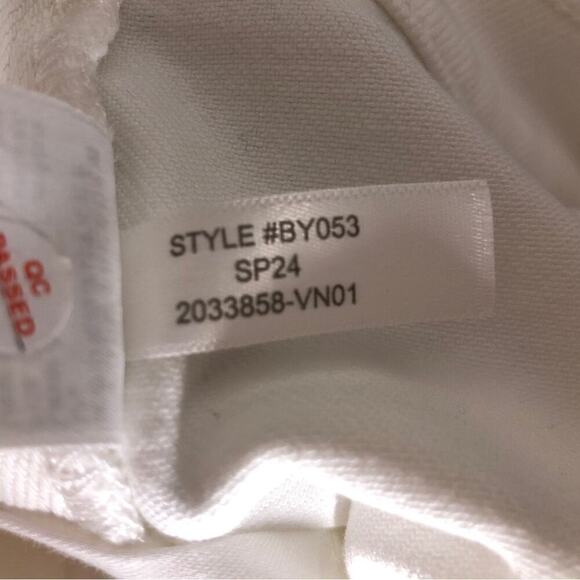 QC
PASSED
STYLE #BY053
SP24
2033858-VN01